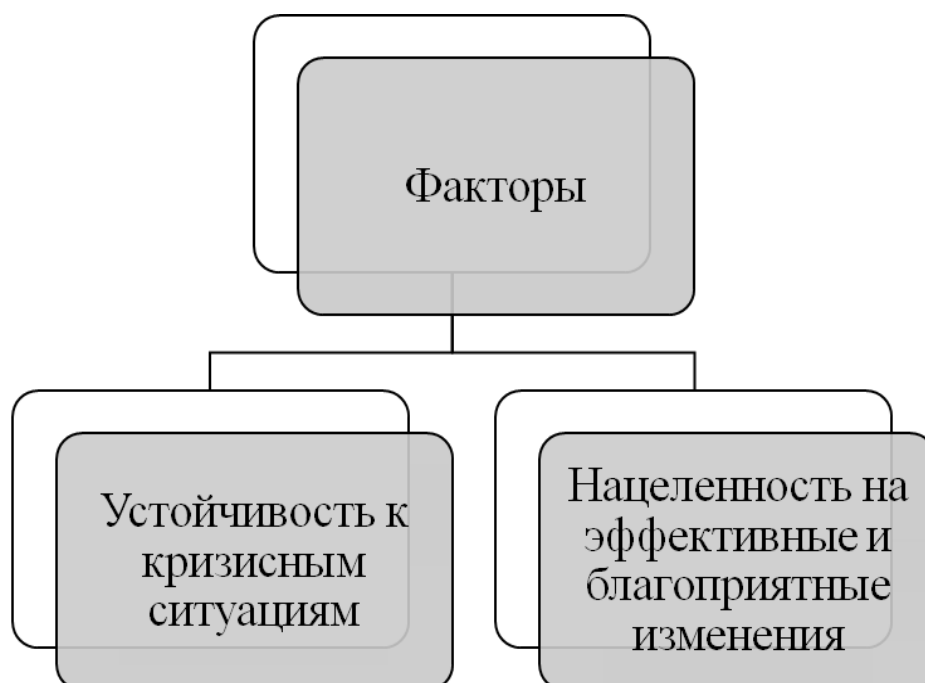 Факторы
Устойчивость к
кризисным
ситуациям
Нацеленность на
эффективные и
благоприятные
изменения